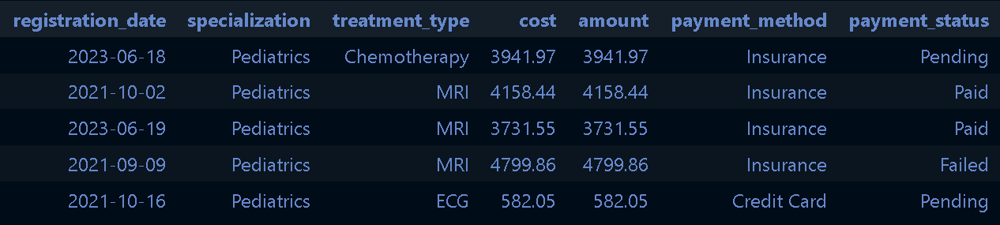 registration_date specialization treatment_type cost amount payment_method payment_status
2023-06-18 Pediatrics Chemotherapy 3941.97 3941.97 Insurance Pending
2021-10-02 Pediatrics MRI 4158.44 4158.44 Insurance Paid
2023-06-19 Pediatrics MRI 3731.55 3731.55 Insurance Paid
2021-09-09 Pediatrics MRI 4799.86 4799.86 Insurance Failed
2021-10-16 Pediatrics ECG 582.05 582.05 Credit Card Pending